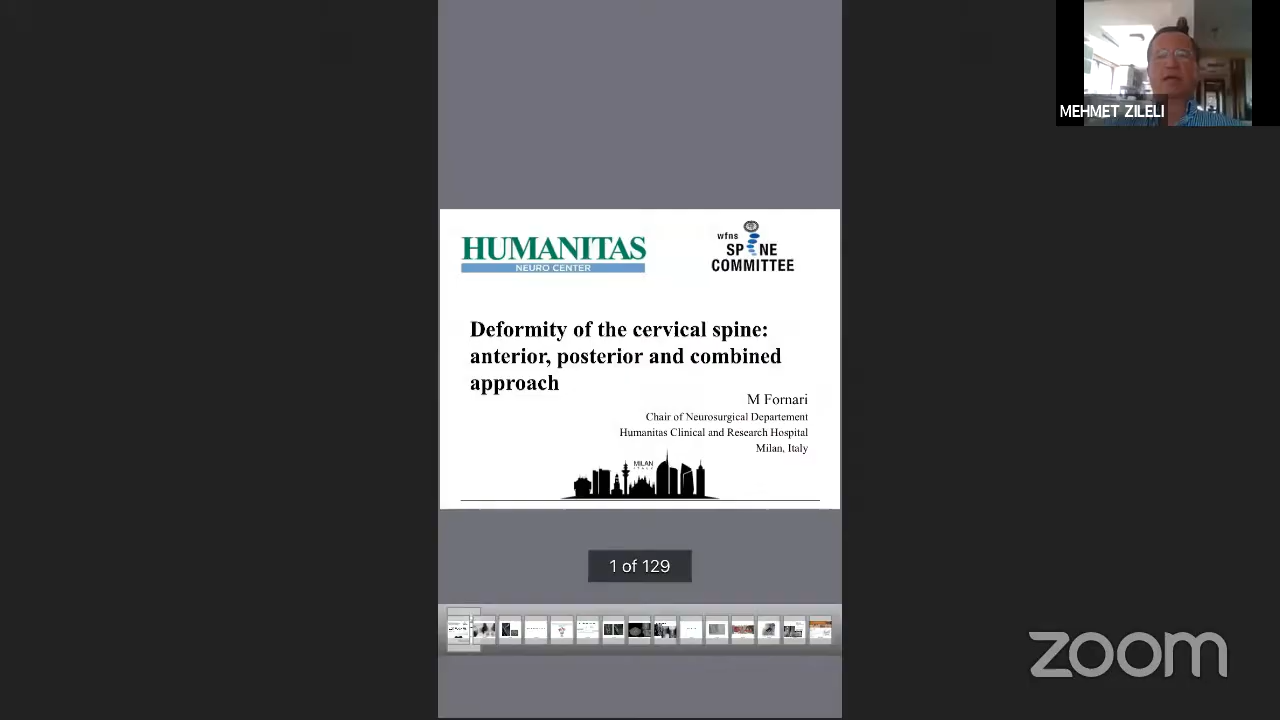 MEHMET ZILELI
HUMANITAS
NEURO CENTER
wfns
SPINE
COMMITTEE
Deformity of the cervical spine:
anterior, posterior and combined
approach
M Fornari
Chair of Neurosurgical Departement
Humanitas Clinical and Research Hospital
Milan, Italy
MILAN
ITALY
1 of 129
zoom